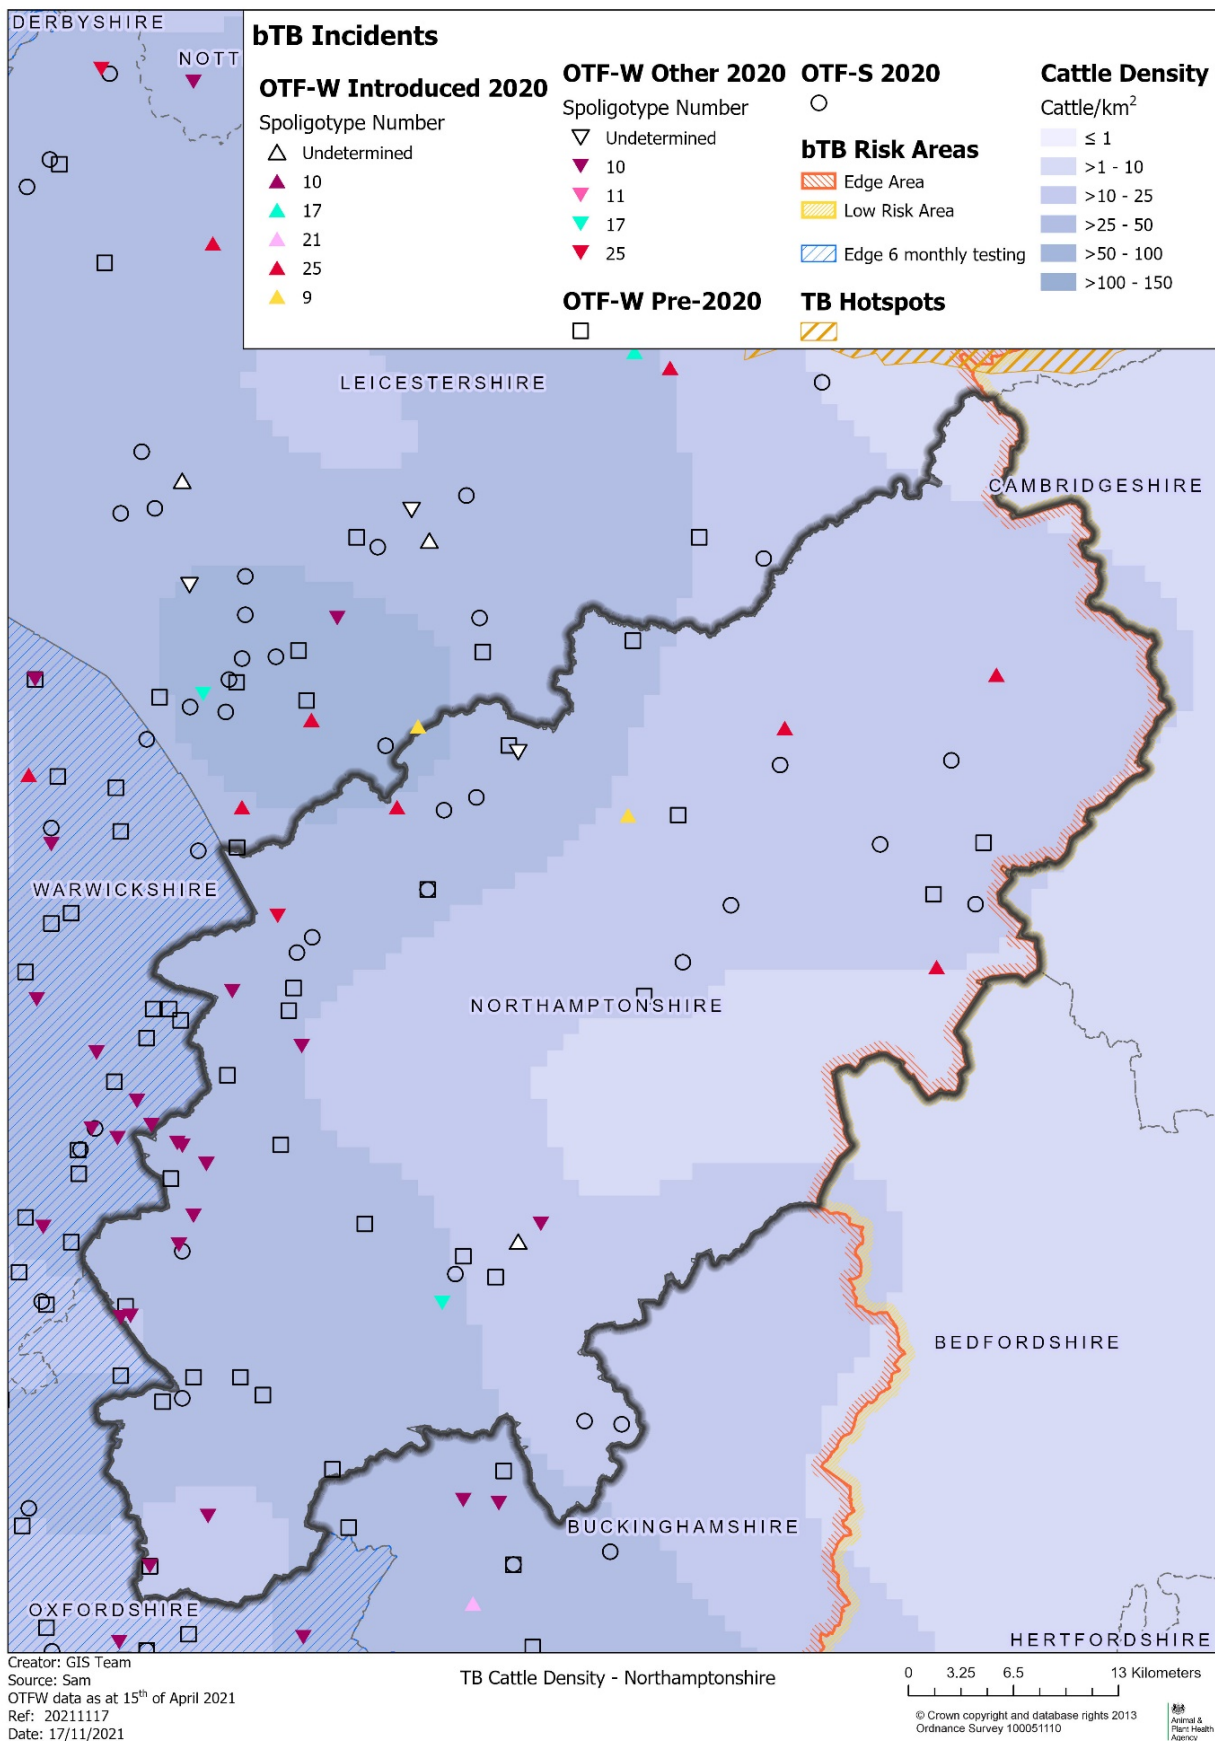 DERBYSHIRE
NOTT
bTB Incidents
OTF-W Introduced 2020
Spoligotype Number
Undetermined
10
17
21
25
9
OTF-W Other 2020
Spoligotype Number
Undetermined
10
11
17
25
OTF-W Pre-2020
OTF-S 2020
bTB Risk Areas
Edge Area
Low Risk Area
Edge 6 monthly testing
TB Hotspots
Cattle Density
Cattle/km²
≤ 1
>1 - 10
>10 - 25
>25 - 50
>50 - 100
>100 - 150
LEICESTERSHIRE
CAMBRIDGESHIRE
WARWICKSHIRE
NORTHAMPTONSHIRE
BEDFORDSHIRE
BUCKINGHAMSHIRE
OXFORDSHIRE
HERTFORDSHIRE
Creator: GIS Team
Source: Sam
OTFW data as at 15th of April 2021
Ref: 20211117
Date: 17/11/2021
TB Cattle Density - Northamptonshire
0 3.25 6.5 13 Kilometers
© Crown copyright and database rights 2013
Ordnance Survey 100051110
Animal &
Plant Health
Agency